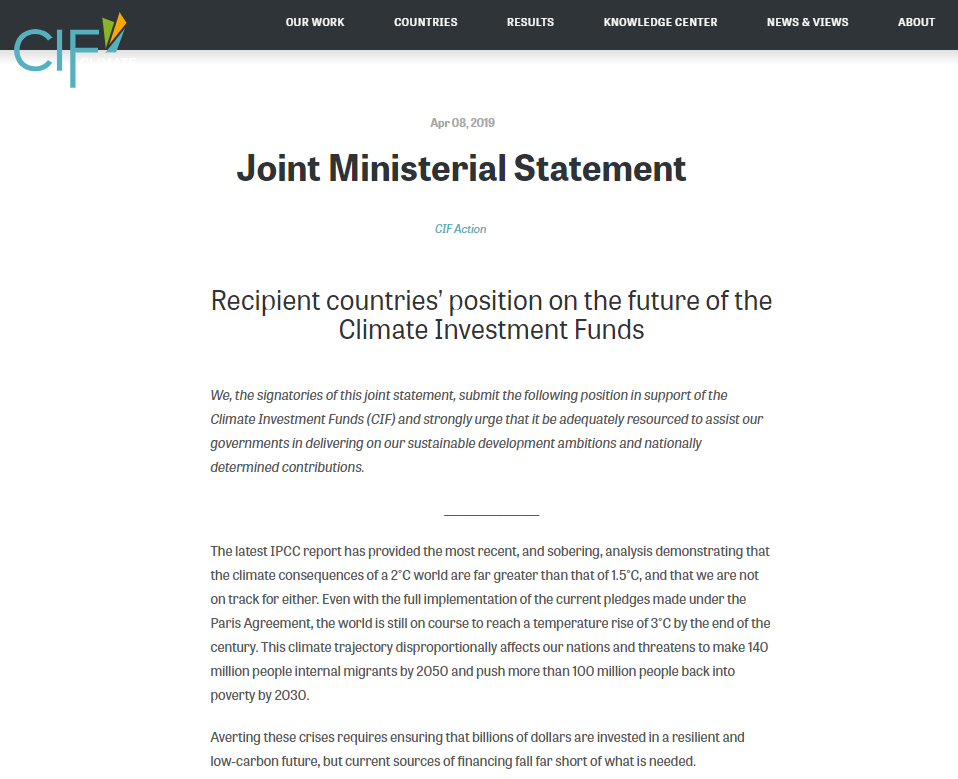 OUR WORK COUNTRIES RESULTS KNOWLEDGE CENTER NEWS & VIEWS ABOUT
CIF
CLIMATE
Apr 08, 2019
Joint Ministerial Statement
CIF Action
Recipient countries’ position on the future of the
Climate Investment Funds
We, the signatories of this joint statement, submit the following position in support of the
Climate Investment Funds (CIF) and strongly urge that it be adequately resourced to assist our
governments in delivering on our sustainable development ambitions and nationally
determined contributions.
The latest IPCC report has provided the most recent, and sobering, analysis demonstrating that
the climate consequences of a 2°C world are far greater than that of 1.5°C, and that we are not
on track for either. Even with the full implementation of the current pledges made under the
Paris Agreement, the world is still on course to reach a temperature rise of 3°C by the end of the
century. This climate trajectory disproportionally affects our nations and threatens to make 140
million people internal migrants by 2050 and push more than 100 million people back into
poverty by 2030.
Averting these crises requires ensuring that billions of dollars are invested in a resilient and
low-carbon future, but current sources of financing fall far short of what is needed.